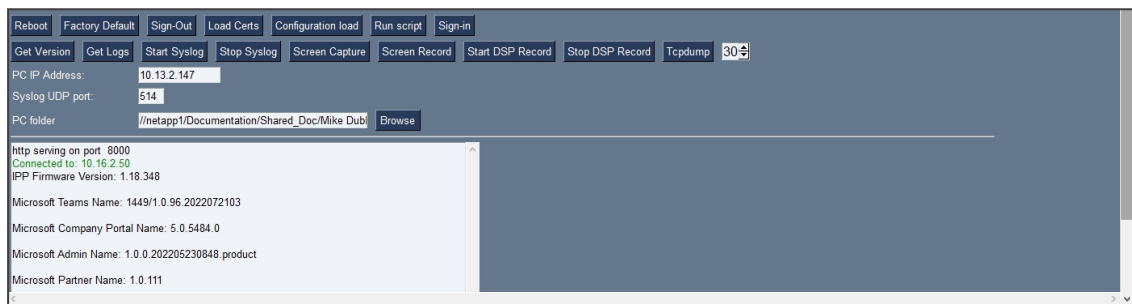 Reboot Factory Default Sign-Out Load Certs Configuration load Run script Sign-in
Get Version Get Logs Start Syslog Stop Syslog Screen Capture Screen Record Start DSP Record Stop DSP Record Tcpdump 30
PC IP Address: 10.13.2.147
Syslog UDP port: 514
PC folder //netapp1/Documentation/Shared_Doc/Mike Dubl Browse
http serving on port 8000
Connected to: 10.16.2.50
IPP Firmware Version: 1.18.348
Microsoft Teams Name: 1449/1.0.96.2022072103
Microsoft Company Portal Name: 5.0.5484.0
Microsoft Admin Name: 1.0.0.202205230848.product
Microsoft Partner Name: 1.0.111